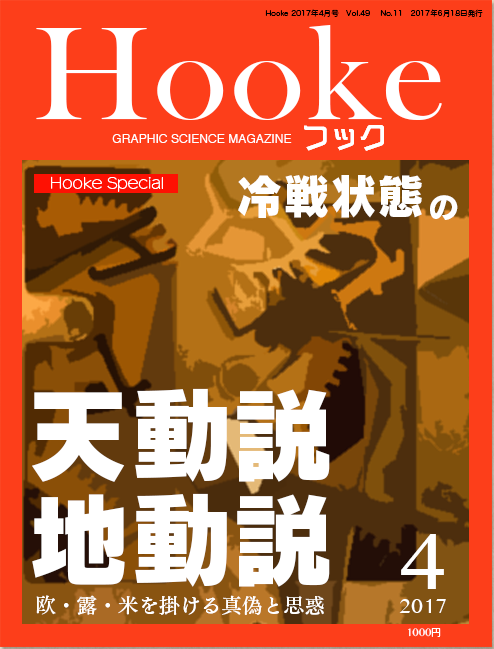 Hooke 2017年4月号 Vol.49 No.11 2017年6月18日発行
Hooke
GRAPHIC SCIENCE MAGAZINE フック
Hooke Special
冷戦状態の
天動説
地動説
欧・露・米を掛ける真偽と思惑
4
2017
1000円